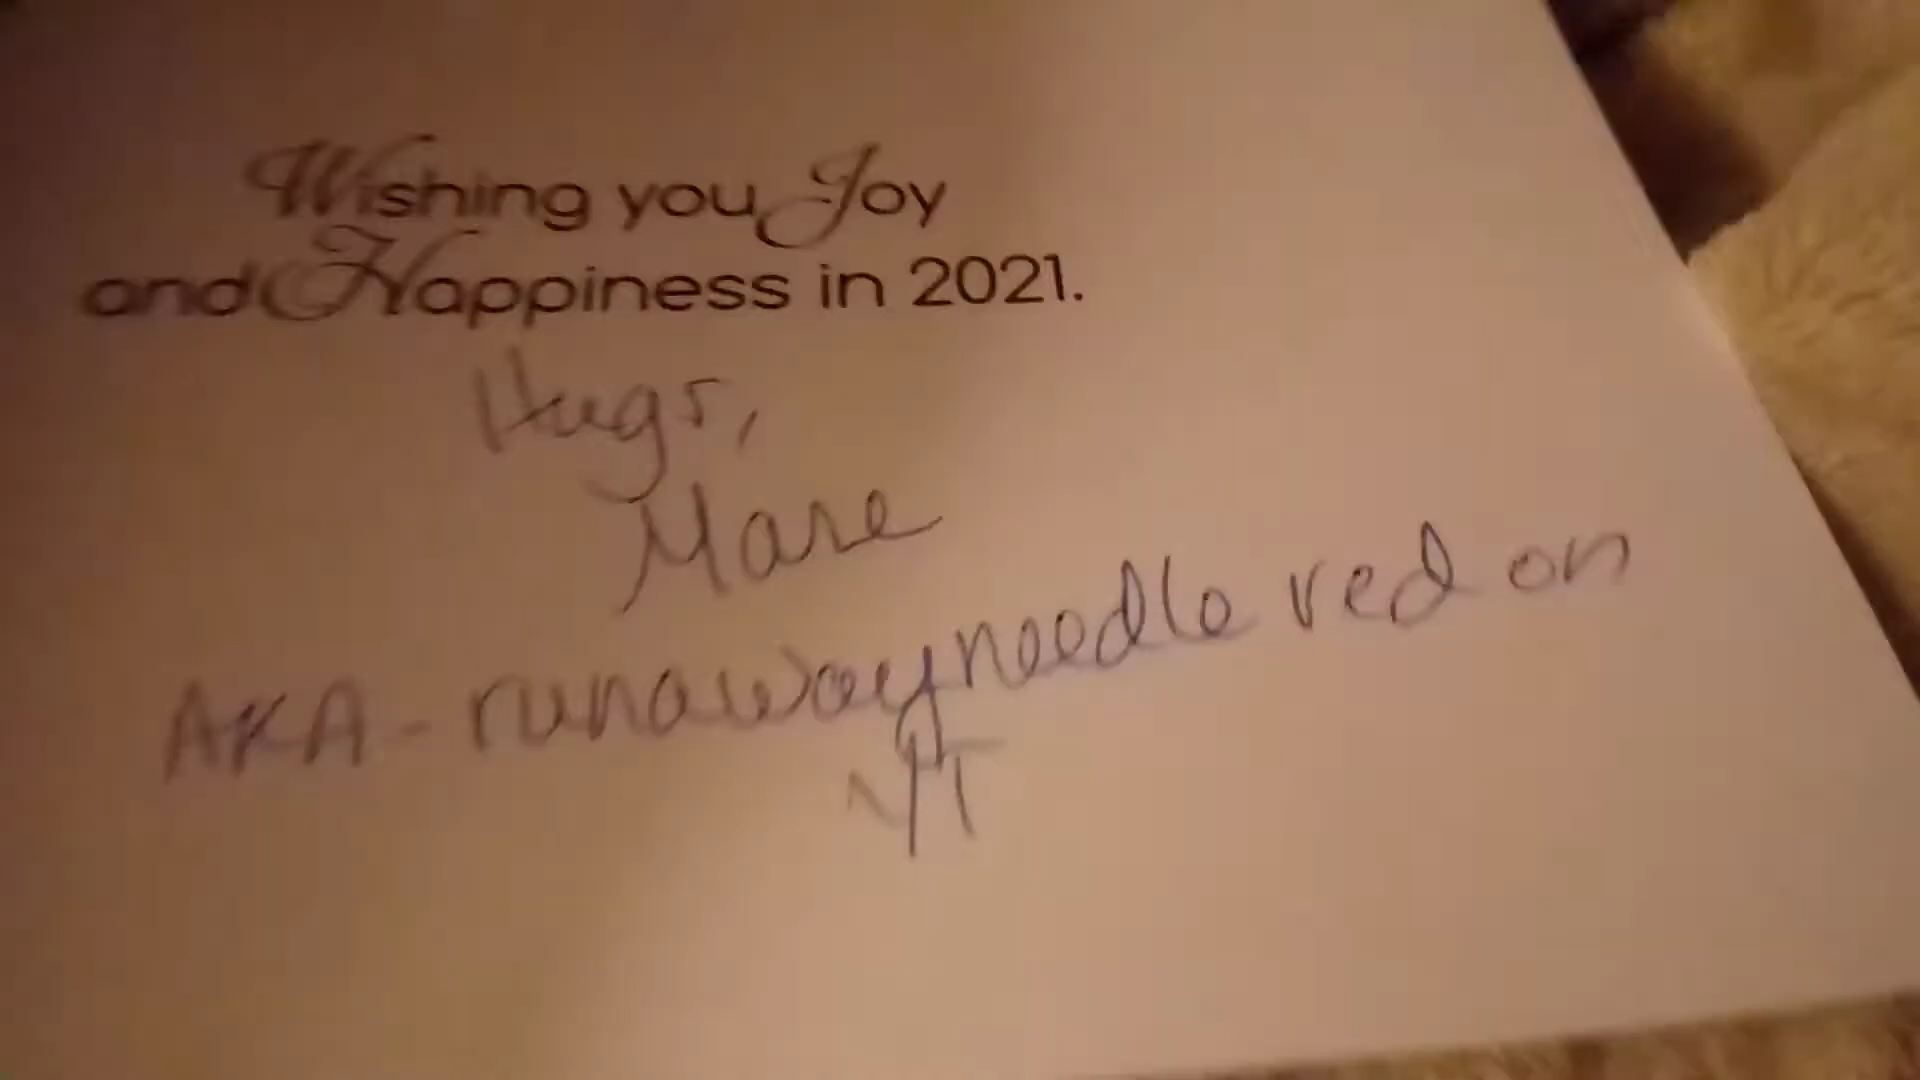 Wishing you Joy
and Happiness in 2021.
Hugs,
Mare
AKA - runawayneedle red on
YT